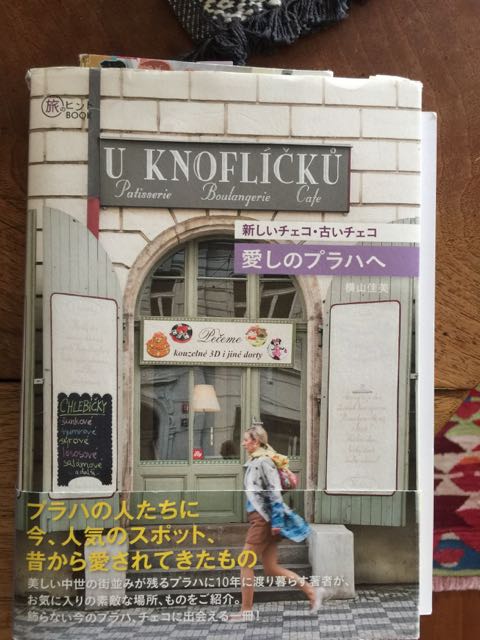 旅のヒント
BOOK
U KNOFLÍČKŮ
Patisserie Boulangerie Cafe
新しいチェコ・古いチェコ
愛しのプラハへ
横山佳美
Pečeme
kouzelné 3D i jiné dorty
CHLEBÍČKY
šunkové
humrové
sýrové
lososové
salámové
a další
プラハの人たちに
今、人気のスポット、
昔から愛されてきたもの
美しい中世の街並みが残るプラハに10年に渡り暮らす著者が、
お気に入りの素敵な場所、ものをご紹介。
飾らない今のプラハ、チェコに出会える一冊!